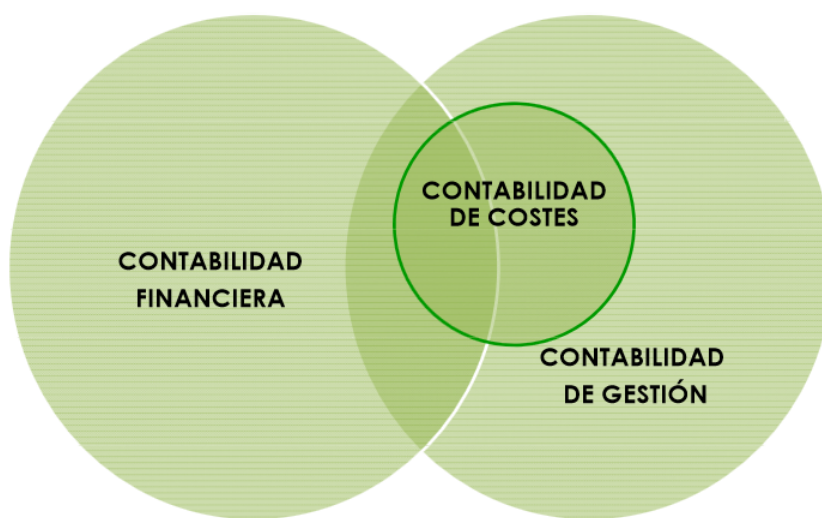 CONTABILIDAD
DE COSTES
CONTABILIDAD
FINANCIERA
CONTABILIDAD
DE GESTIÓN